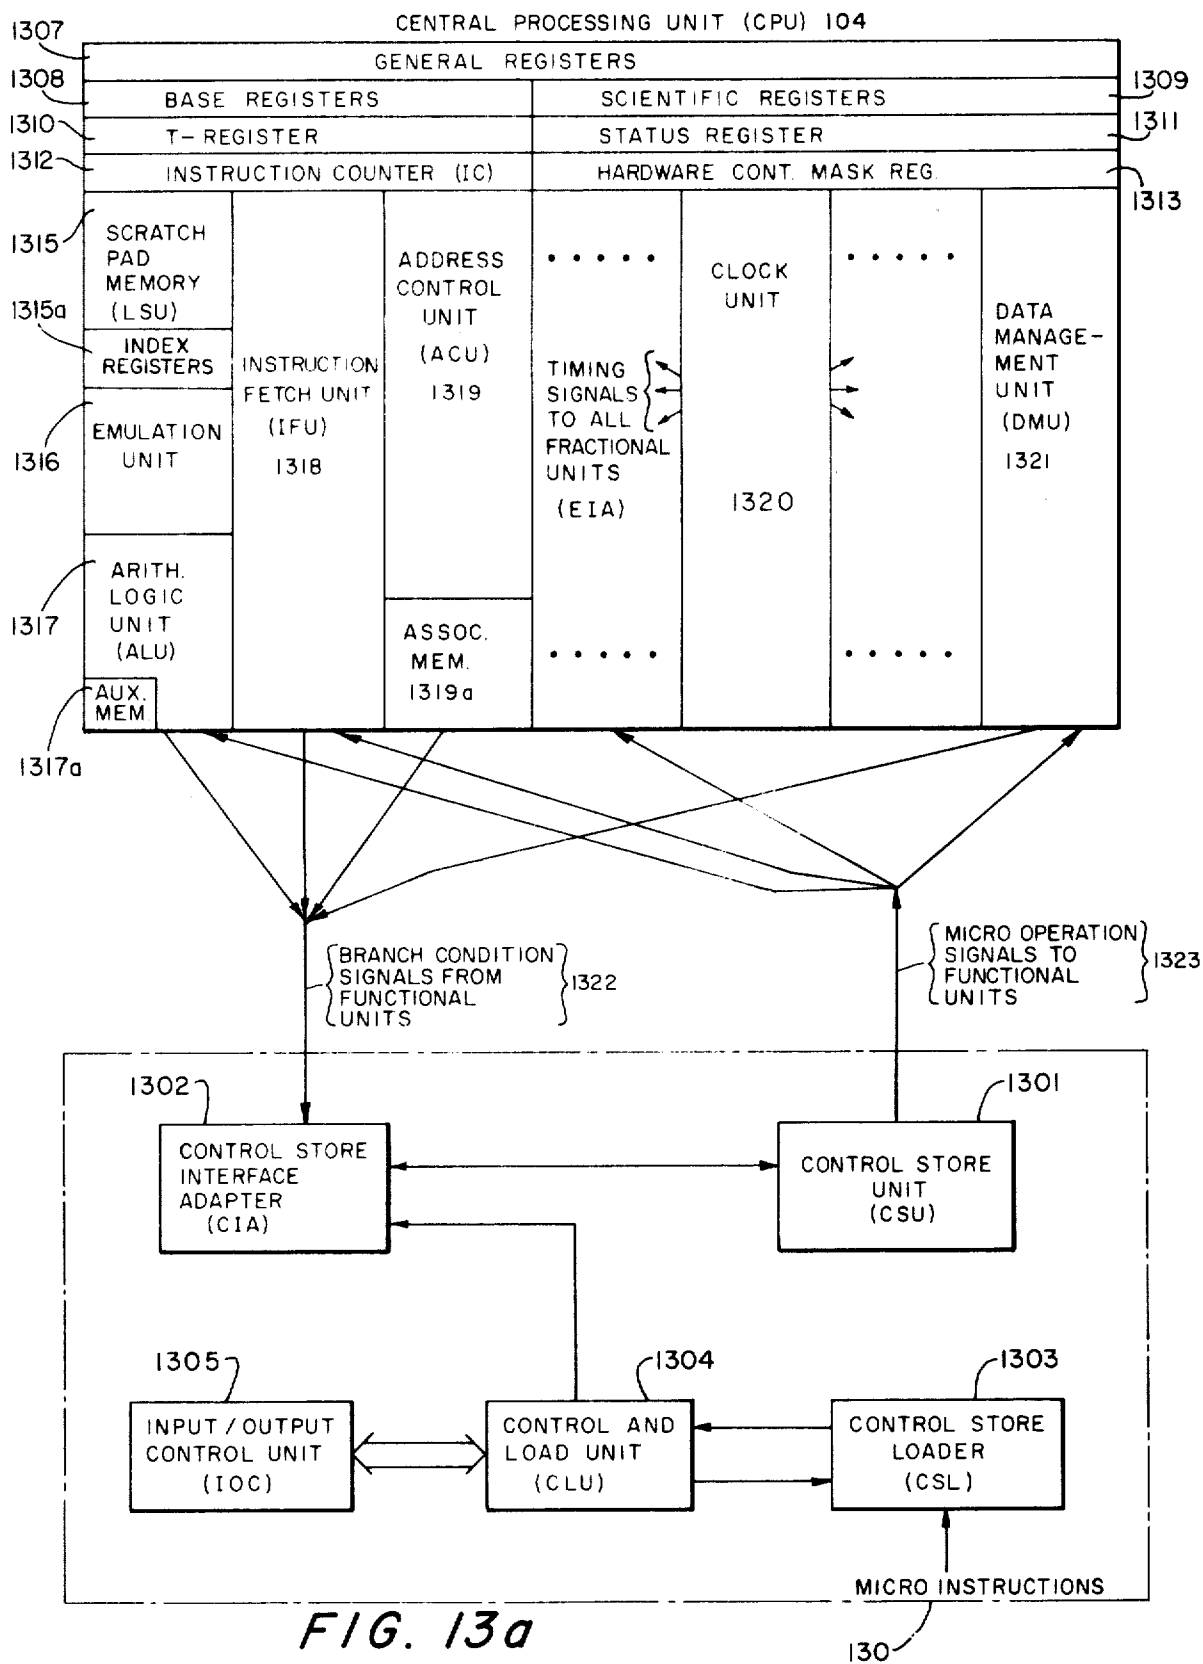 CENTRAL PROCESSING UNIT (CPU) 104
1307
GENERAL REGISTERS
1308
BASE REGISTERS
SCIENTIFIC REGISTERS
1309
1310
T-REGISTER
STATUS REGISTER
1311
1312
INSTRUCTION COUNTER (IC)
HARDWARE CONT. MASK REG.
1313
1315
SCRATCH
PAD
MEMORY
(LSU)
1315a
INDEX
REGISTERS
1316
EMULATION
UNIT
1317
ARITH.
LOGIC
UNIT
(ALU)
AUX.
MEM.
1317a
INSTRUCTION
FETCH UNIT
(IFU)
1318
ADDRESS
CONTROL
UNIT
(ACU)
1319
ASSOC.
MEM.
1319a
• • • • •
TIMING
SIGNALS
TO ALL
FRACTIONAL
UNITS
(EIA)
• • • • •
CLOCK
UNIT
1320
• • • • •
• • • • •
DATA
MANAGE-
MENT
UNIT
(DMU)
1321
BRANCH CONDITION
SIGNALS FROM
FUNCTIONAL
UNITS
1322
MICRO OPERATION
SIGNALS TO
FUNCTIONAL
UNITS
1323
1302
CONTROL STORE
INTERFACE
ADAPTER
(CIA)
1301
CONTROL STORE
UNIT
(CSU)
1305
INPUT/OUTPUT
CONTROL UNIT
(IOC)
1304
CONTROL AND
LOAD UNIT
(CLU)
1303
CONTROL STORE
LOADER
(CSL)
MICRO INSTRUCTIONS
130
FIG. 13a